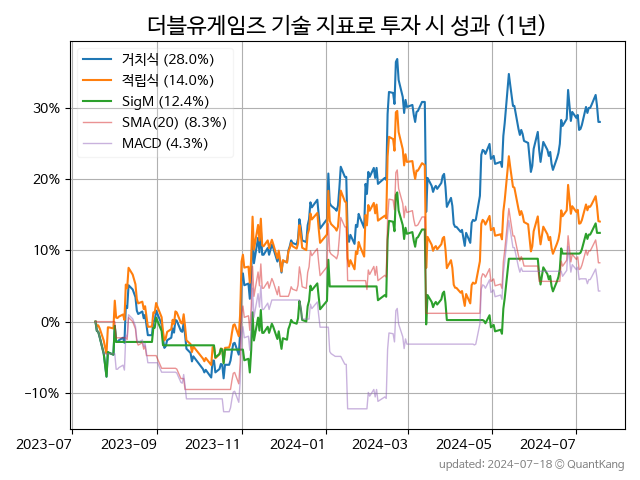 더블유게임즈 기술 지표로 투자 시 성과 (1년)
거치식 (28.0%)
적립식 (14.0%)
SigM (12.4%)
SMA(20) (8.3%)
MACD (4.3%)
30%
20%
10%
0%
−10%
2023-07 2023-09 2023-11 2024-01 2024-03 2024-05 2024-07
updated: 2024-07-18 © QuantKang